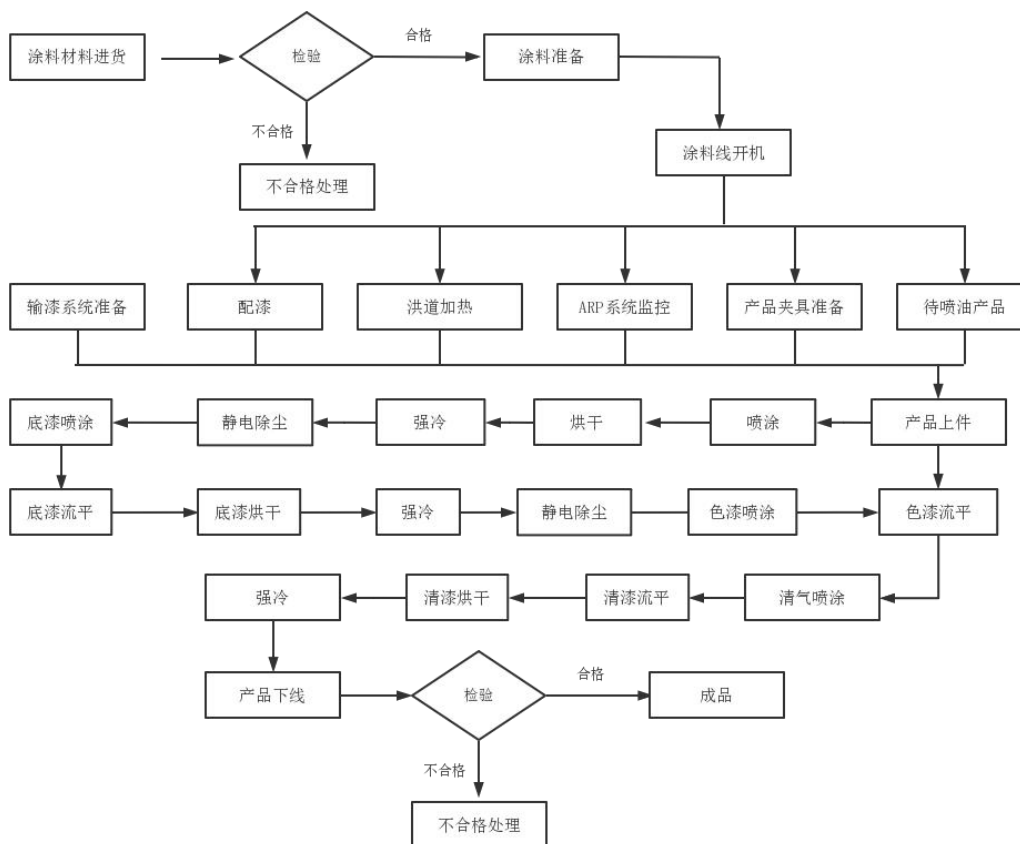 涂料材料进货
检验
合格
涂料准备
不合格
涂料线开机
不合格处理
输漆系统准备
配漆
洪道加热
ARP系统监控
产品夹具准备
待喷油产品
底漆喷涂
静电除尘
强冷
烘干
喷涂
产品上件
底漆流平
底漆烘干
强冷
静电除尘
色漆喷涂
色漆流平
强冷
清漆烘干
清漆流平
清气喷涂
产品下线
检验
合格
成品
不合格
不合格处理